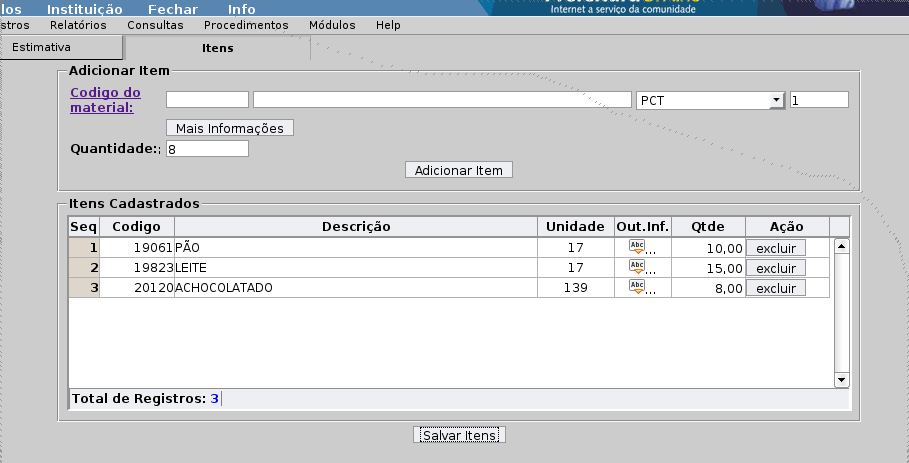 los Instituição Fechar Info
Internet a serviço da comunidade
stros Relatórios Consultas Procedimentos Módulos Help
Estimativa Itens
Adicionar Item
Codigo do
material:
PCT 1
Mais Informações
Quantidade:; 8
Adicionar Item
Itens Cadastrados
Seq Codigo Descrição Unidade Out.Inf. Qtde Ação
1 19061 PÃO 17 Abc ... 10,00 excluir
2 19823 LEITE 17 Abc ... 15,00 excluir
3 20120 ACHOCOLATADO 139 Abc ... 8,00 excluir
Total de Registros: 3
Salvar Itens